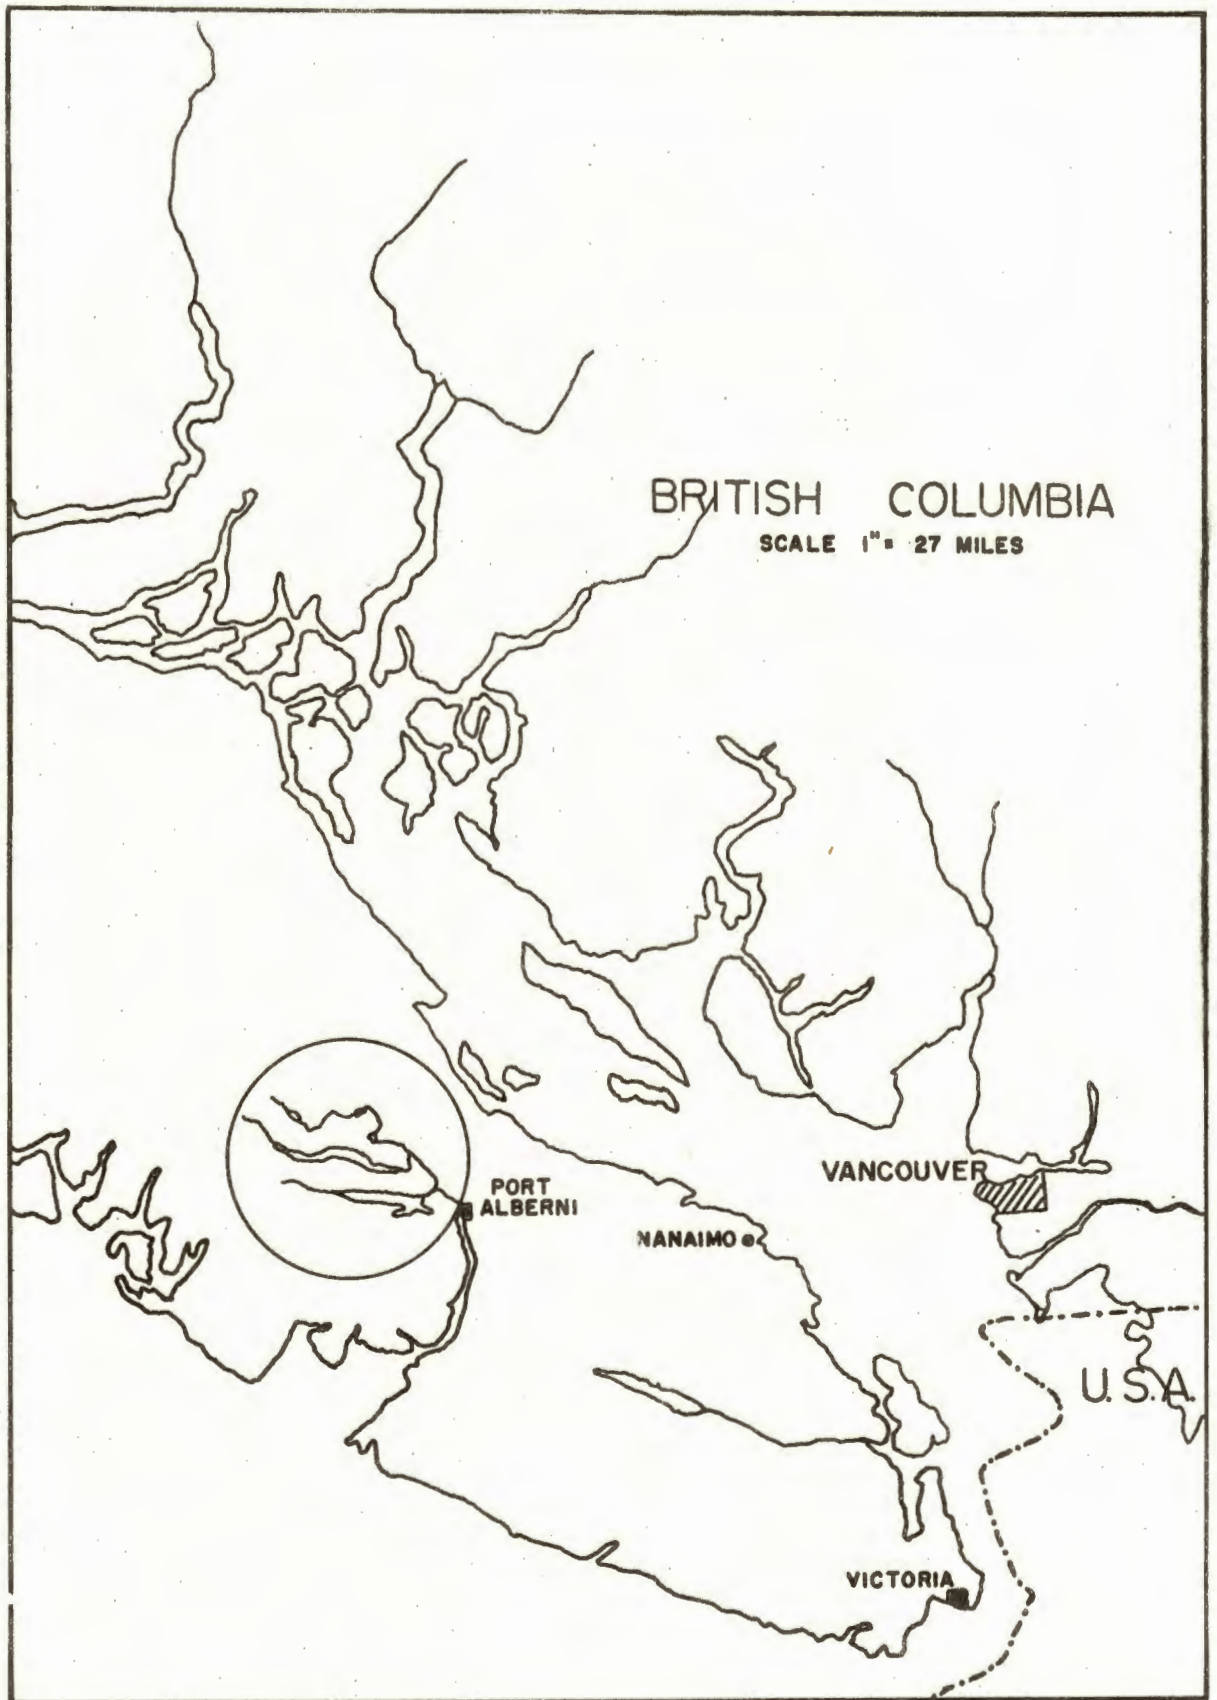 BRITISH COLUMBIA
SCALE 1"= 27 MILES
VANCOUVER
PORT
ALBERNI
NANAIMO
U.S.A.
VICTORIA